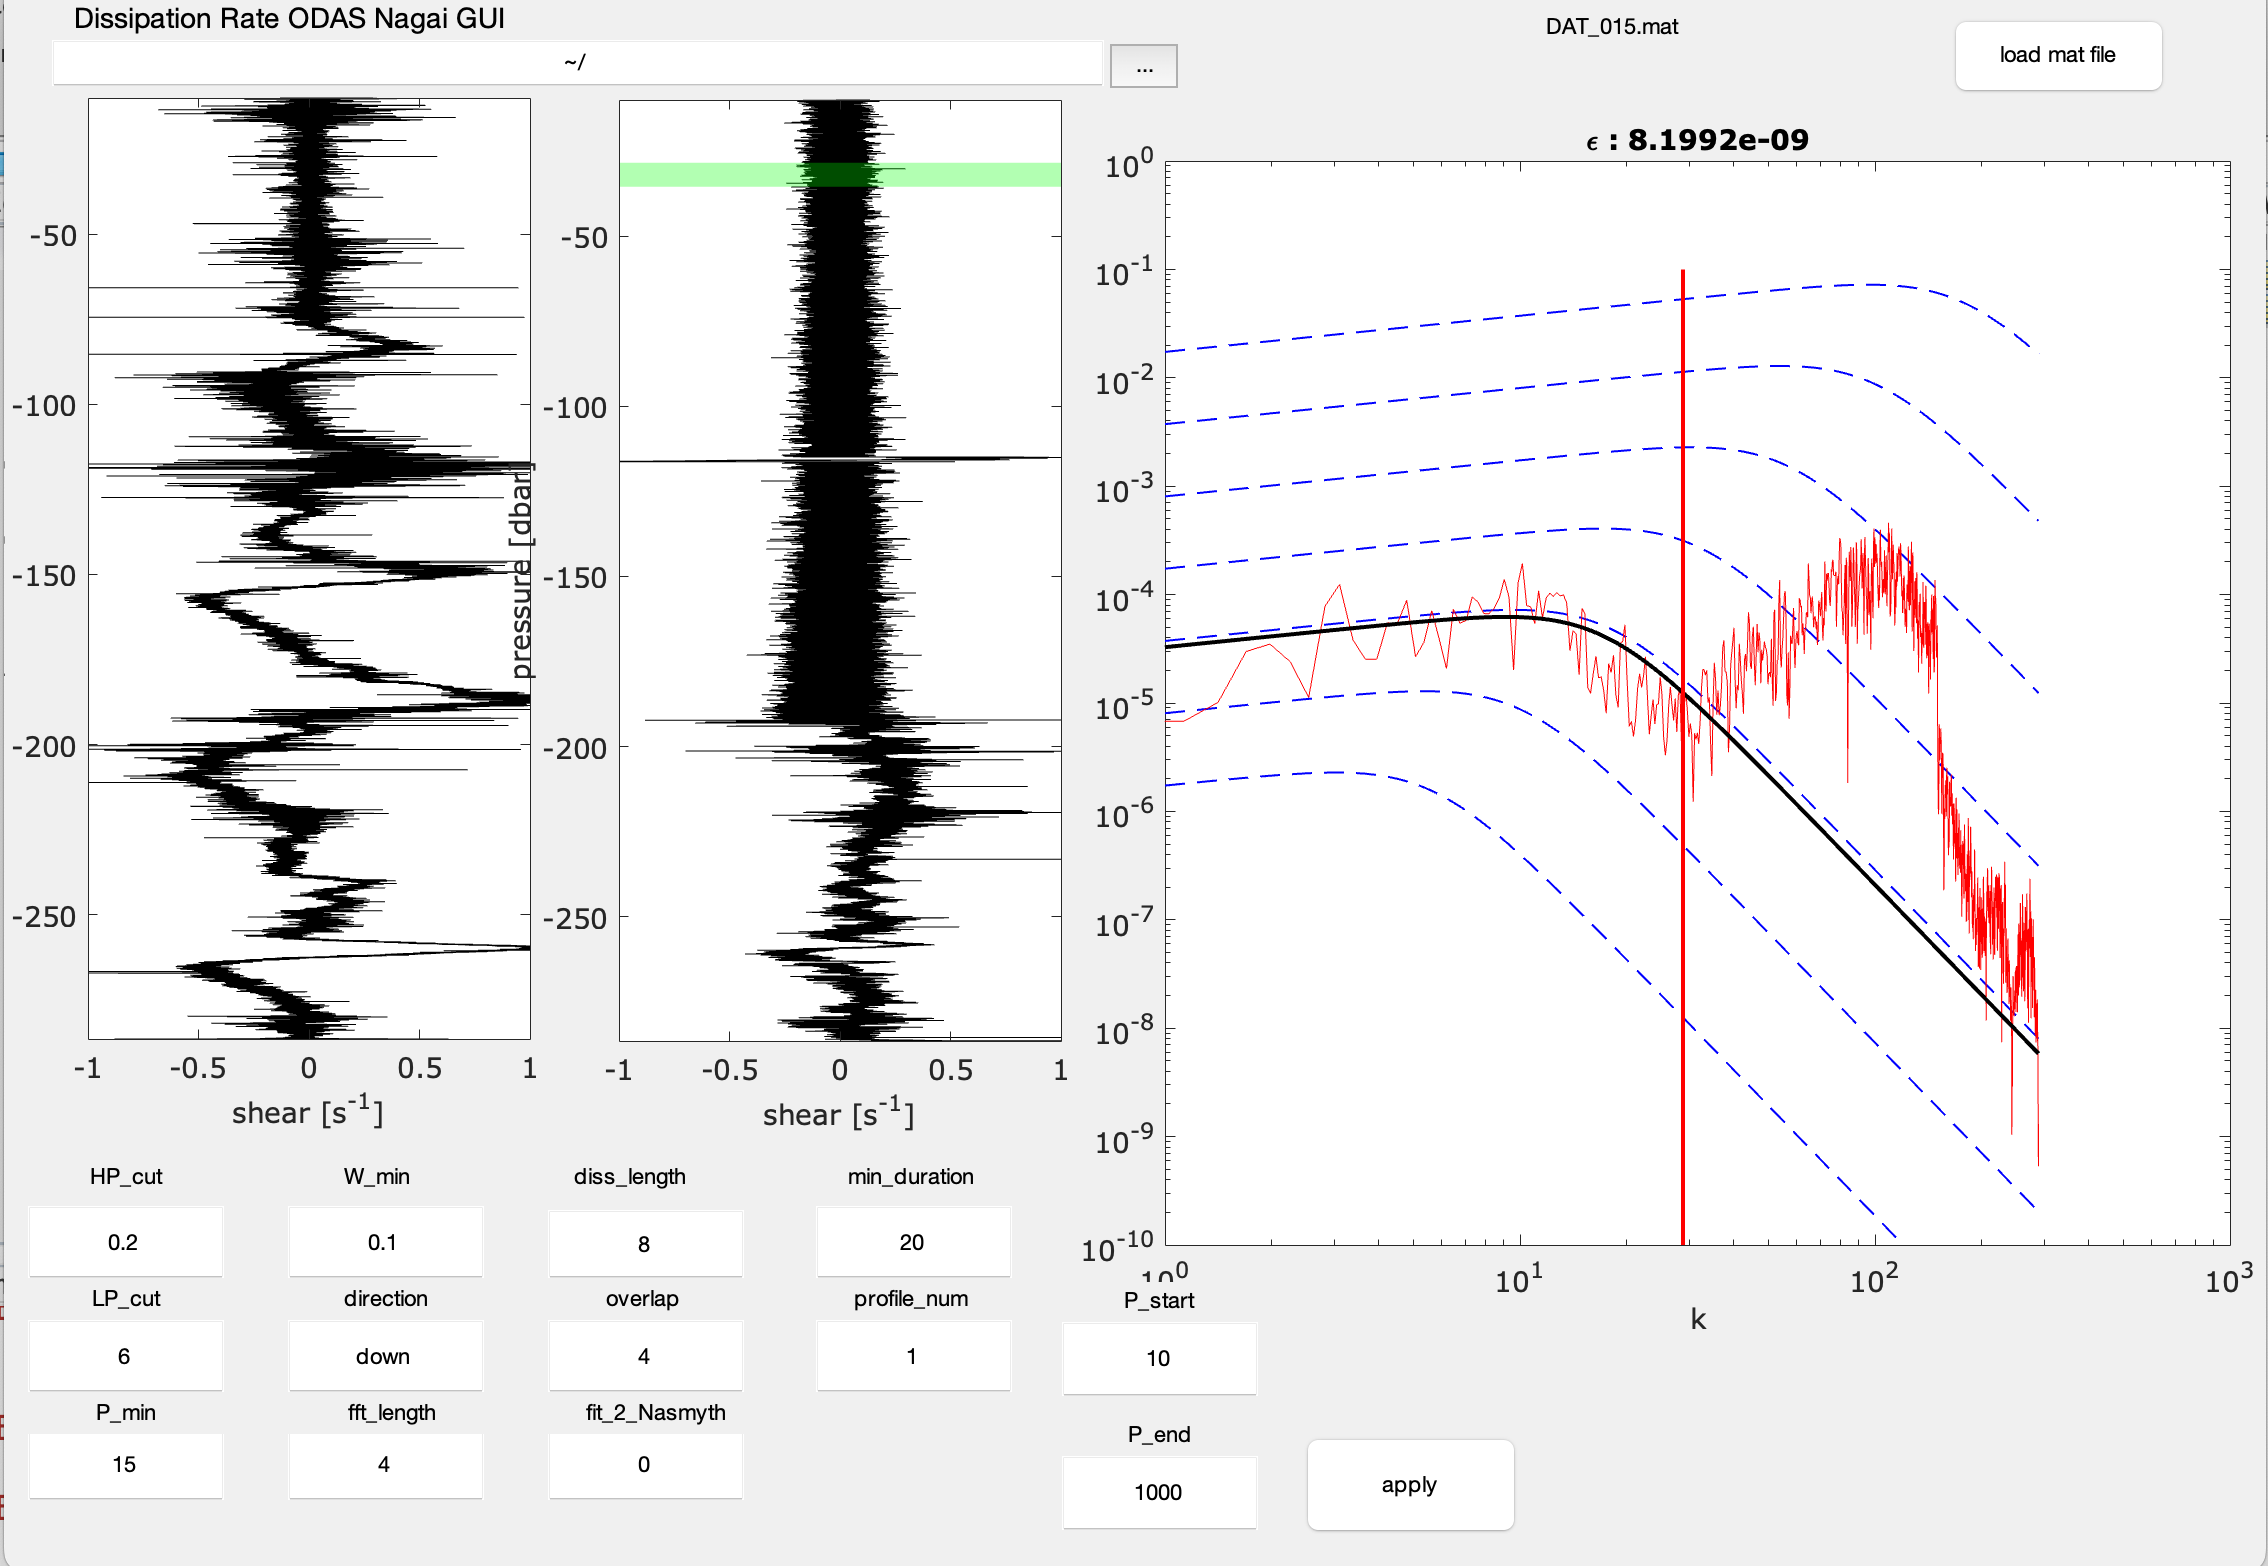 Dissipation Rate ODAS Nagai GUI
DAT_015.mat
load mat file
~/
...
ϵ : 8.1992e-09
-50
-100
-150
-200
-250
-1 -0.5 0 0.5 1
shear [s^-1]
pressure [dbar]
-50
-100
-150
-200
-250
-1 -0.5 0 0.5 1
shear [s^-1]
10^0
10^-1
10^-2
10^-3
10^-4
10^-5
10^-6
10^-7
10^-8
10^-9
10^-10
10^0 10^1 10^2 10^3
k
HP_cut W_min diss_length min_duration
0.2 0.1 8 20
LP_cut direction overlap profile_num P_start
6 down 4 1 10
P_min fft_length fit_2_Nasmyth P_end
15 4 0 1000
apply